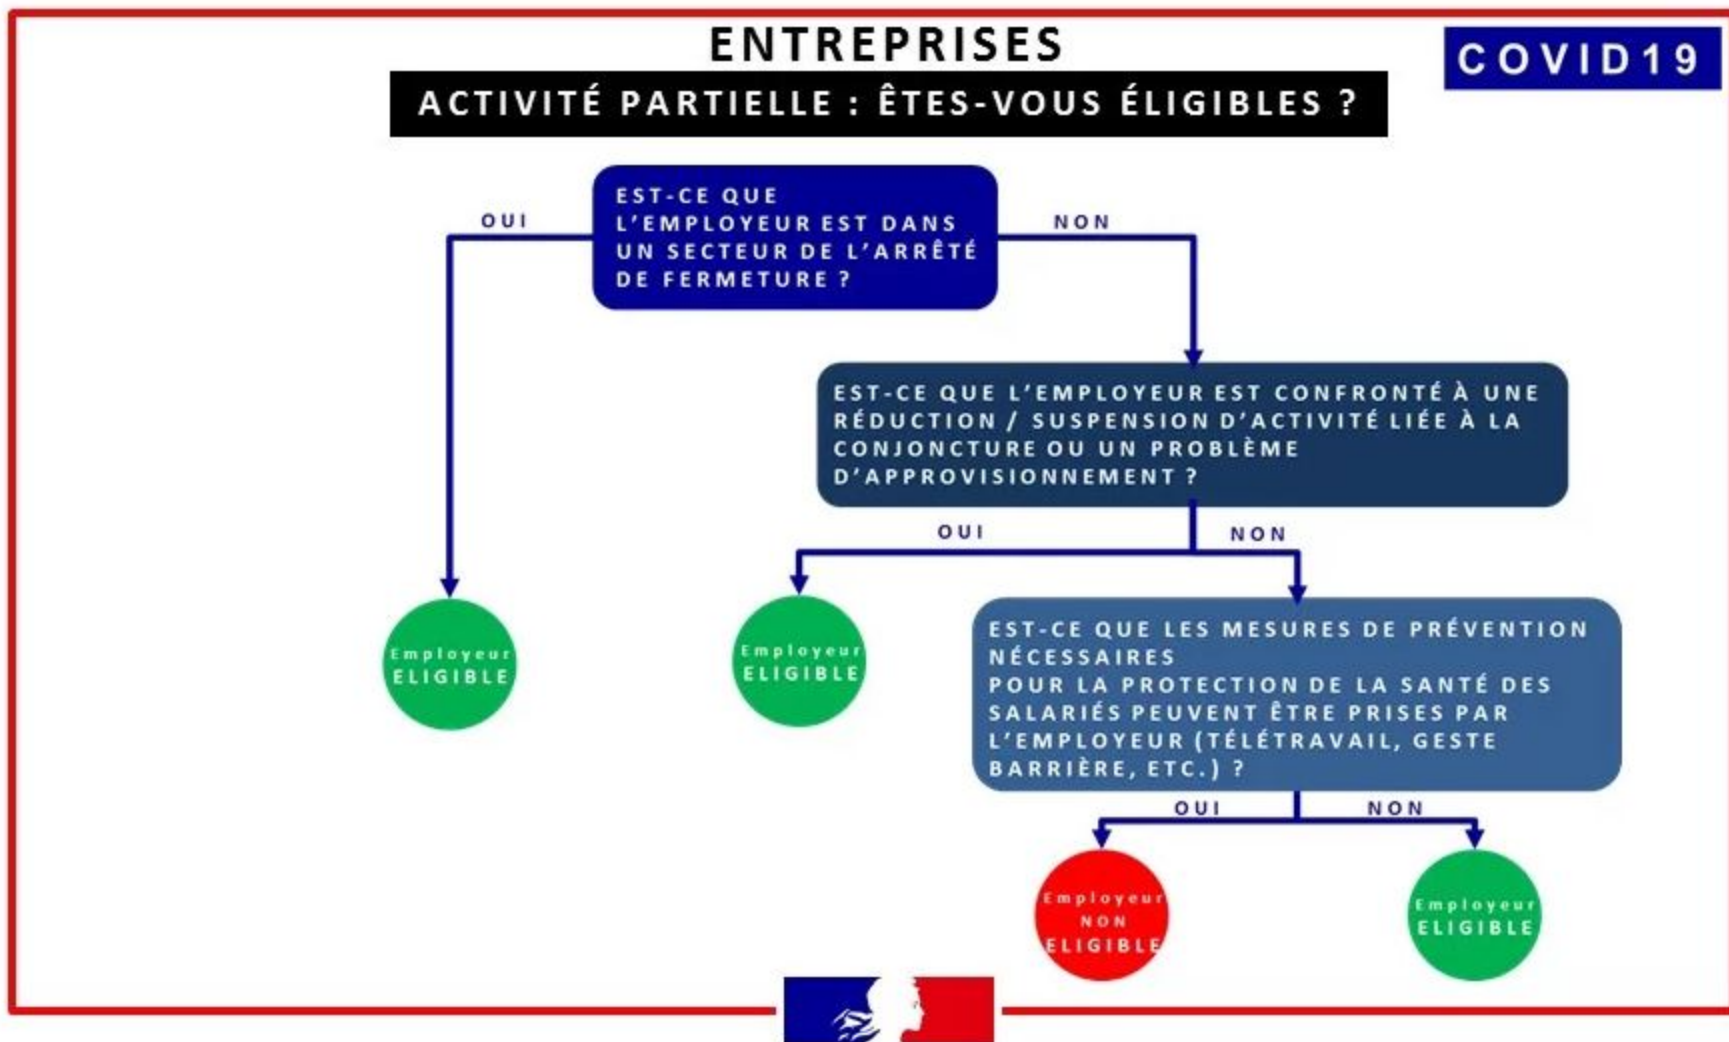 ENTREPRISES
COVID19
ACTIVITÉ PARTIELLE : ÊTES-VOUS ÉLIGIBLES ?
EST-CE QUE
L'EMPLOYEUR EST DANS
UN SECTEUR DE L'ARRÊTÉ
DE FERMETURE ?
OUI
NON
EST-CE QUE L'EMPLOYEUR EST CONFRONTÉ À UNE
RÉDUCTION / SUSPENSION D'ACTIVITÉ LIÉE À LA
CONJONCTURE OU UN PROBLÈME
D'APPROVISIONNEMENT ?
OUI
NON
Employeur
ELIGIBLE
Employeur
ELIGIBLE
EST-CE QUE LES MESURES DE PRÉVENTION
NÉCESSAIRES
POUR LA PROTECTION DE LA SANTÉ DES
SALARIÉS PEUVENT ÊTRE PRISES PAR
L'EMPLOYEUR (TÉLÉTRAVAIL, GESTE
BARRIÈRE, ETC.) ?
OUI
NON
Employeur
NON
ELIGIBLE
Employeur
ELIGIBLE